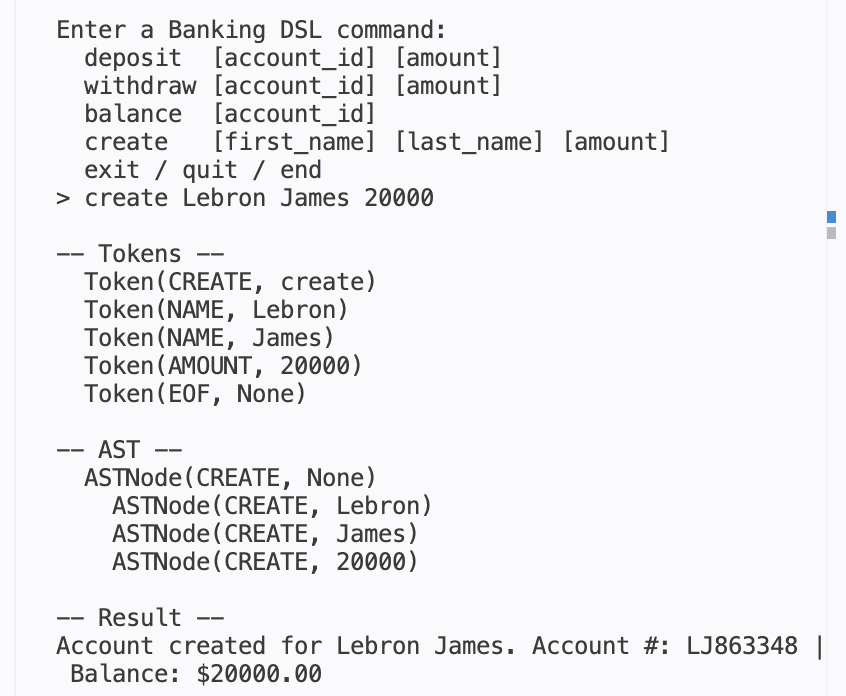 Enter a Banking DSL command:
  deposit  [account_id] [amount]
  withdraw [account_id] [amount]
  balance  [account_id]
  create   [first_name] [last_name] [amount]
  exit / quit / end
> create Lebron James 20000

-- Tokens --
  Token(CREATE, create)
  Token(NAME, Lebron)
  Token(NAME, James)
  Token(AMOUNT, 20000)
  Token(EOF, None)

-- AST --
  ASTNode(CREATE, None)
    ASTNode(CREATE, Lebron)
    ASTNode(CREATE, James)
    ASTNode(CREATE, 20000)

-- Result --
Account created for Lebron James. Account #: LJ863348 |
 Balance: $20000.00